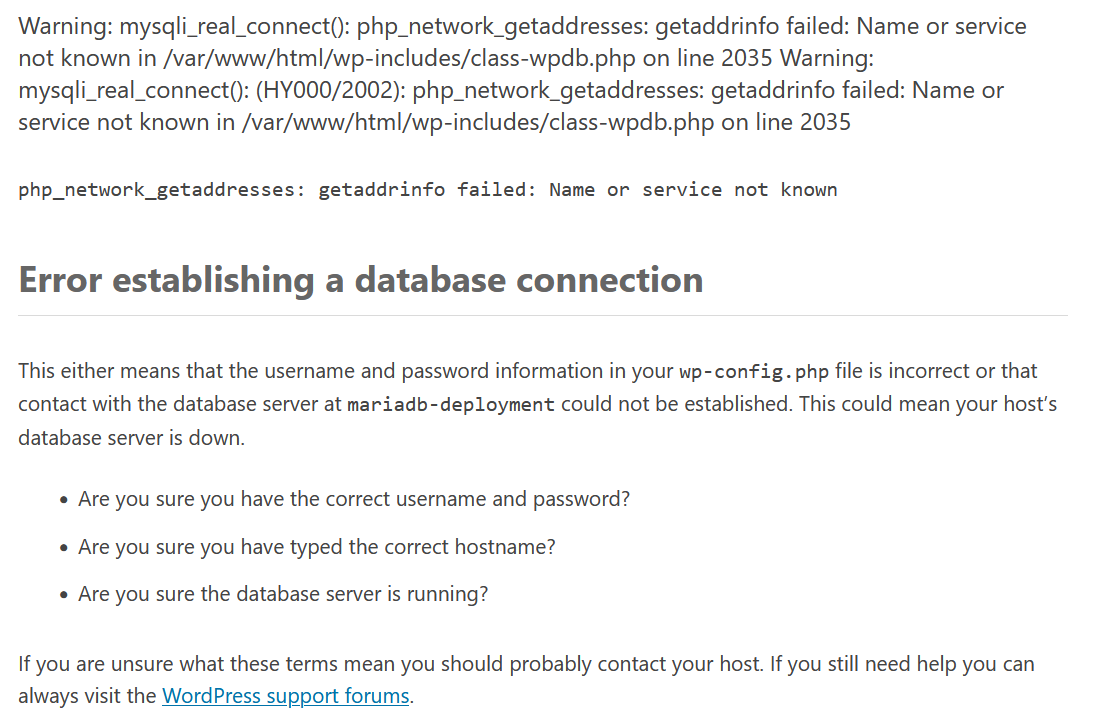 Warning: mysqli_real_connect(): php_network_getaddresses: getaddrinfo failed: Name or service
not known in /var/www/html/wp-includes/class-wpdb.php on line 2035 Warning:
mysqli_real_connect(): (HY000/2002): php_network_getaddresses: getaddrinfo failed: Name or
service not known in /var/www/html/wp-includes/class-wpdb.php on line 2035
php_network_getaddresses: getaddrinfo failed: Name or service not known
Error establishing a database connection
This either means that the username and password information in your wp-config.php file is incorrect or that
contact with the database server at mariadb-deployment could not be established. This could mean your host’s
database server is down.
• Are you sure you have the correct username and password?
• Are you sure you have typed the correct hostname?
• Are you sure the database server is running?
If you are unsure what these terms mean you should probably contact your host. If you still need help you can
always visit the WordPress support forums.